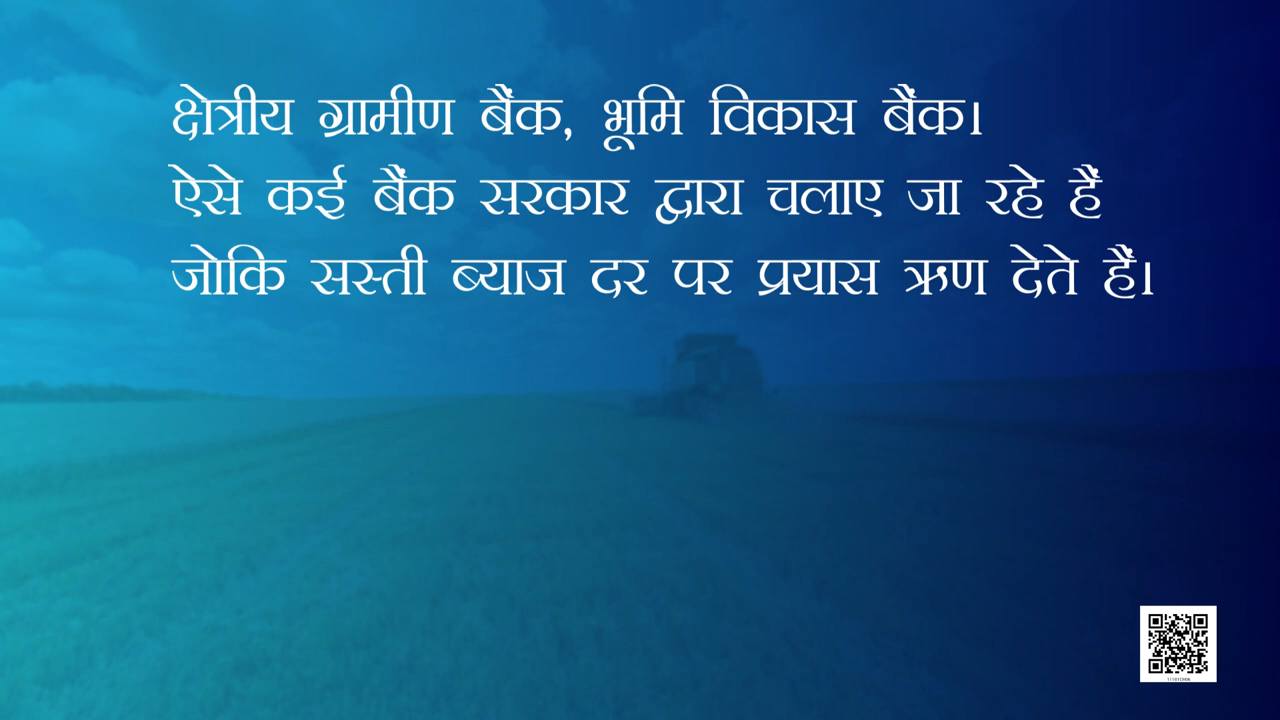 क्षेत्रीय ग्रामीण बैंक, भूमि विकास बैंक।
ऐसे कई बैंक सरकार द्वारा चलाए जा रहे हैं
जोकि सस्ती ब्याज दर पर प्रयास ऋण देते हैं।